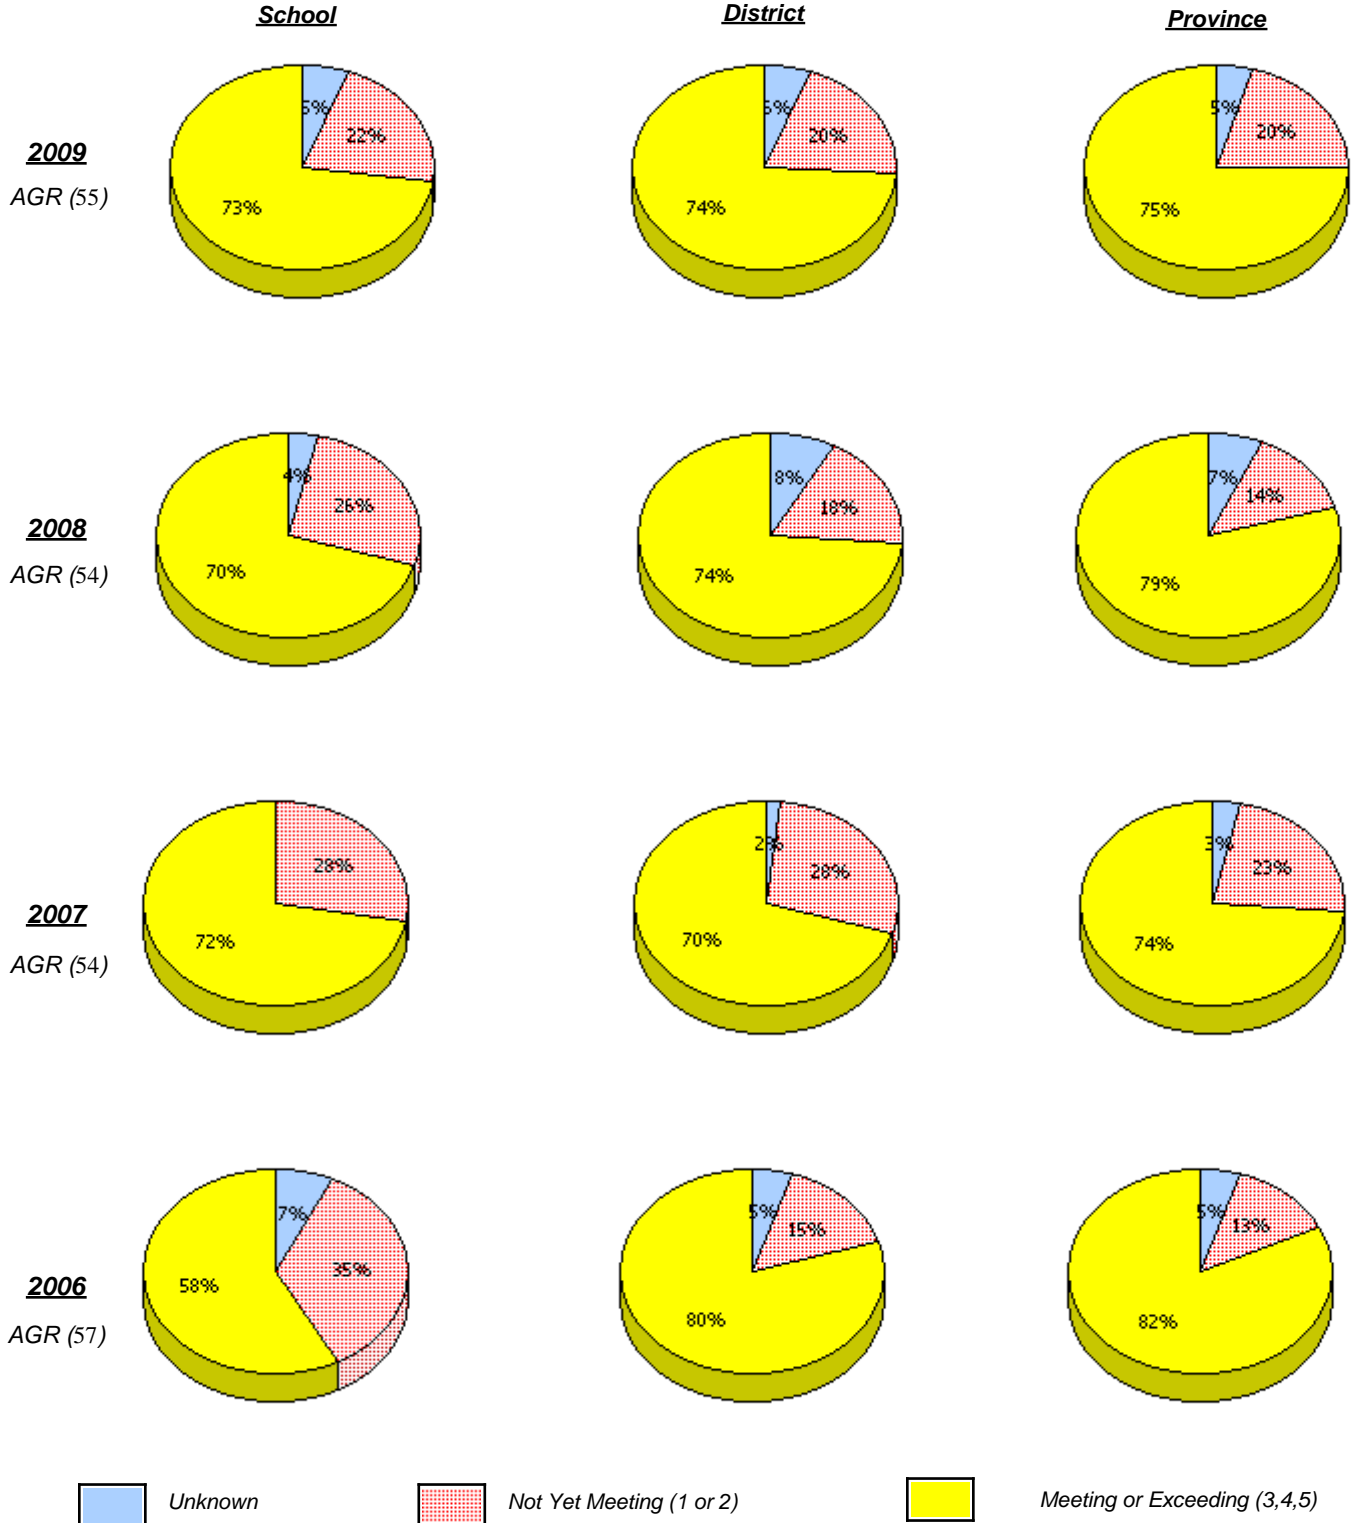 School District Province
2009
AGR (55)
5% 22% 73%
6% 20% 74%
5% 20% 75%
2008
AGR (54)
4% 26% 70%
8% 18% 74%
7% 14% 79%
2007
AGR (54)
28% 72%
2% 28% 70%
3% 23% 74%
2006
AGR (57)
7% 35% 58%
5% 15% 80%
5% 13% 82%
Unknown Not Yet Meeting (1 or 2) Meeting or Exceeding (3,4,5)